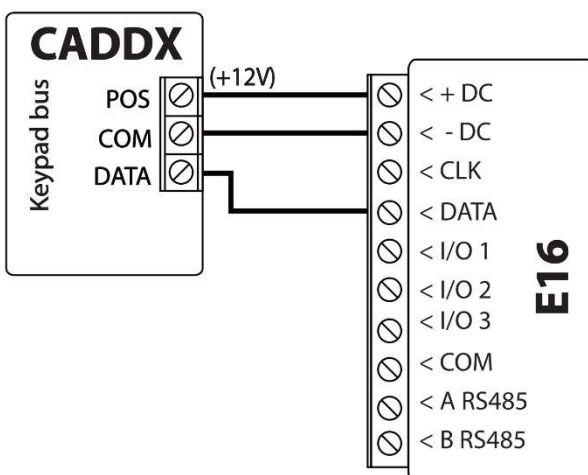 CADDX
Keypad bus
POS
(+12V)
COM
DATA
< + DC
< - DC
< CLK
< DATA
< I/O 1
< I/O 2
< I/O 3
< COM
< A RS485
< B RS485
E16